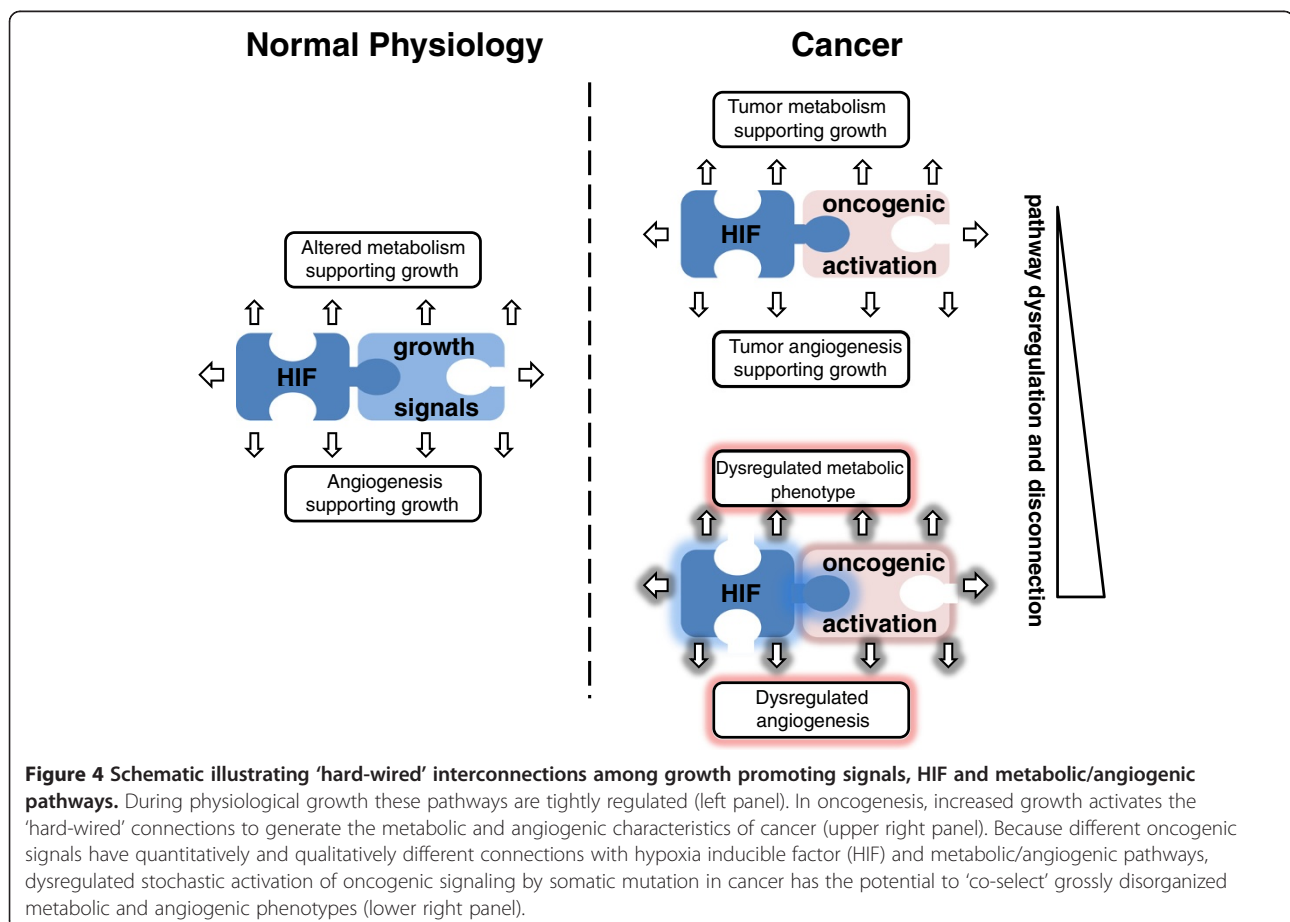 Normal Physiology
Altered metabolism
supporting growth
HIF
growth
signals
Angiogenesis
supporting growth
Cancer
Tumor metabolism
supporting growth
HIF
oncogenic
activation
Tumor angiogenesis
supporting growth
Dysregulated metabolic
phenotype
HIF
oncogenic
activation
Dysregulated
angiogenesis
pathway dysregulation and disconnection
Figure 4 Schematic illustrating ‘hard-wired’ interconnections among growth promoting signals, HIF and metabolic/angiogenic
pathways. During physiological growth these pathways are tightly regulated (left panel). In oncogenesis, increased growth activates the
‘hard-wired’ connections to generate the metabolic and angiogenic characteristics of cancer (upper right panel). Because different oncogenic
signals have quantitatively and qualitatively different connections with hypoxia inducible factor (HIF) and metabolic/angiogenic pathways,
dysregulated stochastic activation of oncogenic signaling by somatic mutation in cancer has the potential to ‘co-select’ grossly disorganized
metabolic and angiogenic phenotypes (lower right panel).